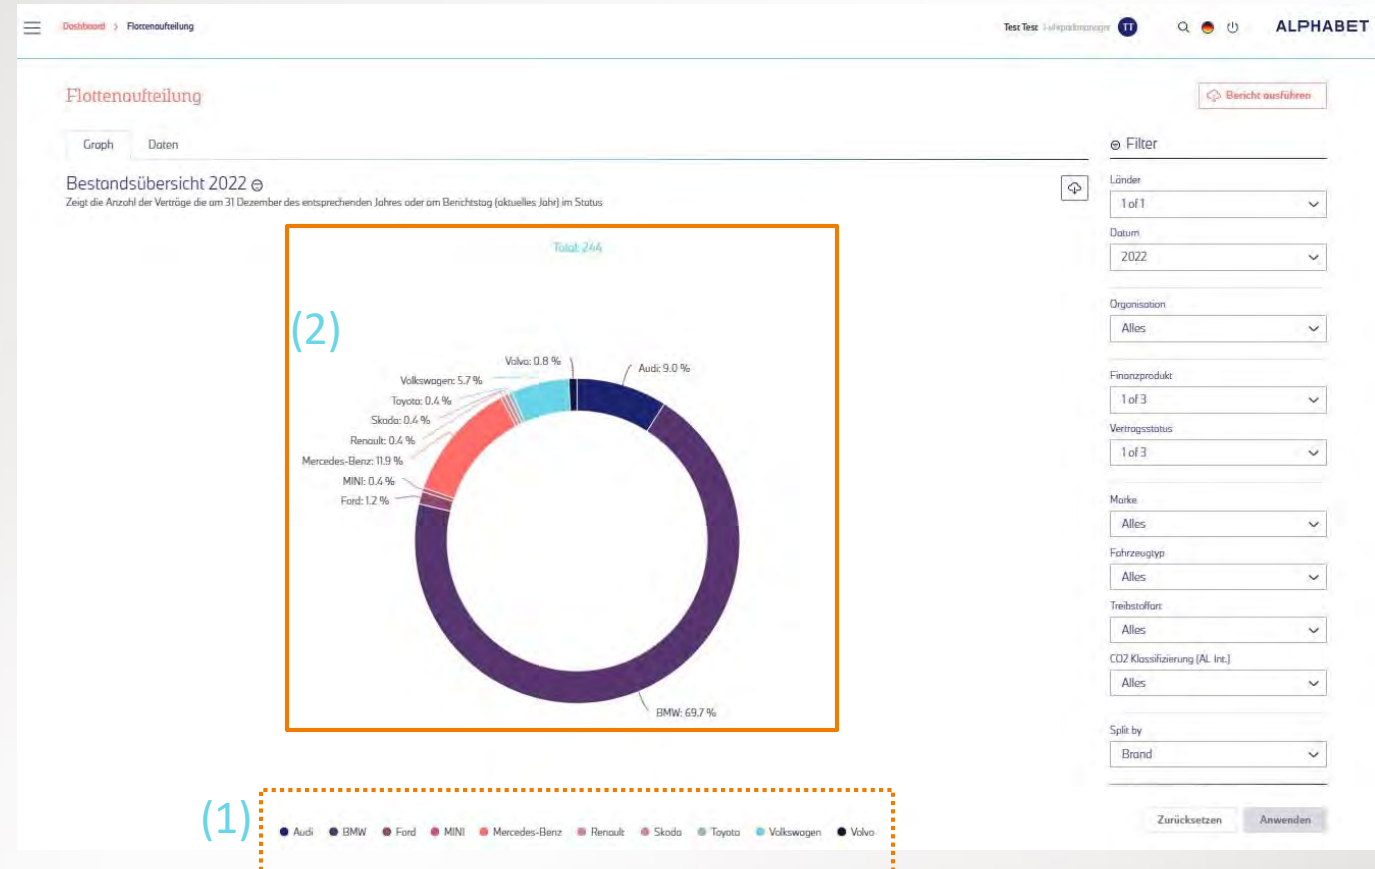 Dashboard > Flottenaufteilung
Test Test
TT
ALPHABET
Flottenaufteilung
Bericht ausführen
Graph Daten
Filter
Bestandsübersicht 2022
Zeigt die Anzahl der Verträge die am 31 Dezember des entsprechenden Jahres oder am Berichtstag (aktuelles Jahr) im Status
Total: 244
(2)
Volvo: 0.8 %
Audi: 9.0 %
Volkswagen: 5.7 %
Toyota: 0.4 %
Skoda: 0.4 %
Renault: 0.4 %
Mercedes-Benz: 11.9 %
MINI: 0.4 %
Ford: 1.2 %
BMW: 69.7 %
(1)
Audi BMW Ford MINI Mercedes-Benz Renault Skoda Toyota Volkswagen Volvo
Länder
1 of 1
Datum
2022
Organisation
Alles
Finanzprodukt
1 of 3
Vertragsstatus
1 of 3
Marke
Alles
Fahrzeugtyp
Alles
Treibstoffart
Alles
CO2 Klassifizierung (AL Int.)
Alles
Split by
Brand
Zurücksetzen Anwenden